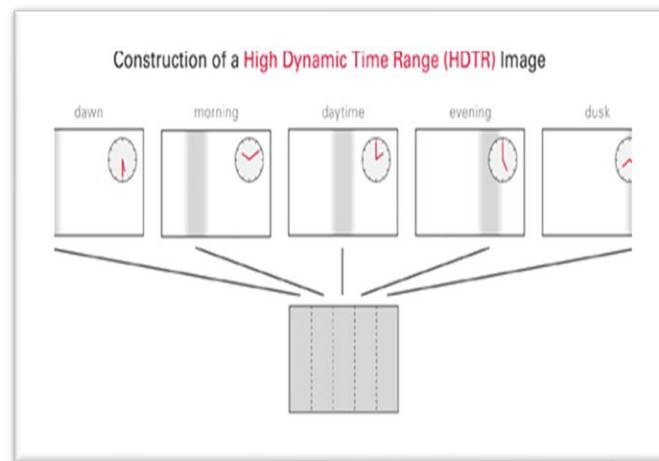 Construction of a High Dynamic Time Range (HDTR) Image
dawn morning daytime evening dusk